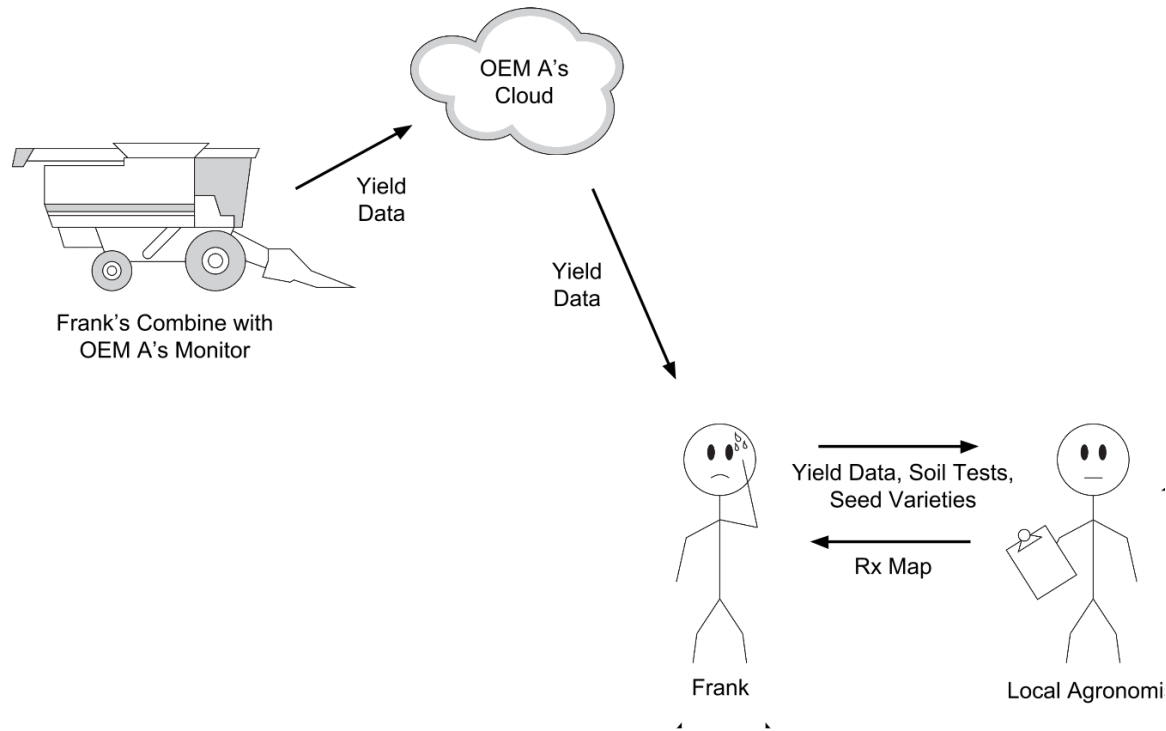 OEM A's
Cloud
Yield
Data
Yield
Data
Frank's Combine with
OEM A's Monitor
Yield Data, Soil Tests,
Seed Varieties
Rx Map
Frank
Local